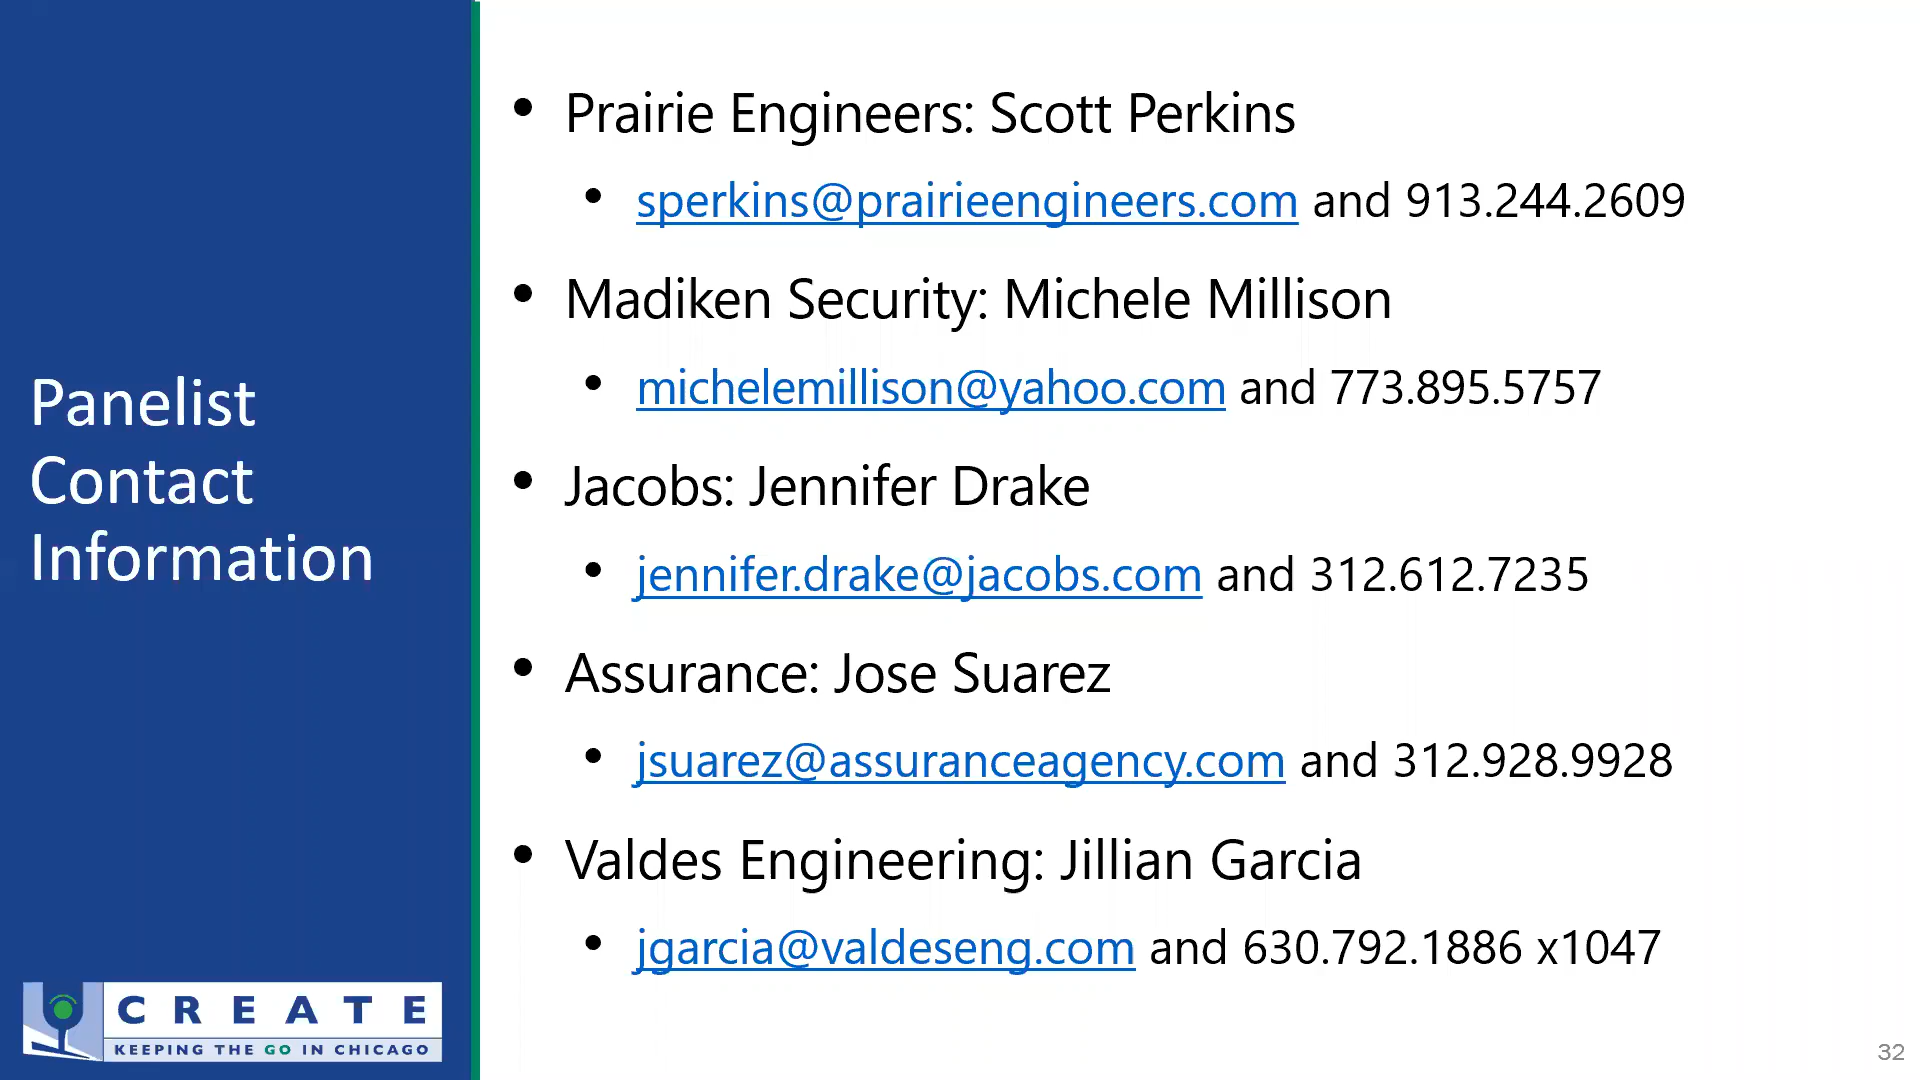 Panelist
Contact
Information
• Prairie Engineers: Scott Perkins
• sperkins@prairieengineers.com and 913.244.2609
• Madiken Security: Michele Millison
• michelemillison@yahoo.com and 773.895.5757
• Jacobs: Jennifer Drake
• jennifer.drake@jacobs.com and 312.612.7235
• Assurance: Jose Suarez
• jsuarez@assuranceagency.com and 312.928.9928
• Valdes Engineering: Jillian Garcia
• jgarcia@valdeseng.com and 630.792.1886 x1047
CREATE
KEEPING THE GO IN CHICAGO
32